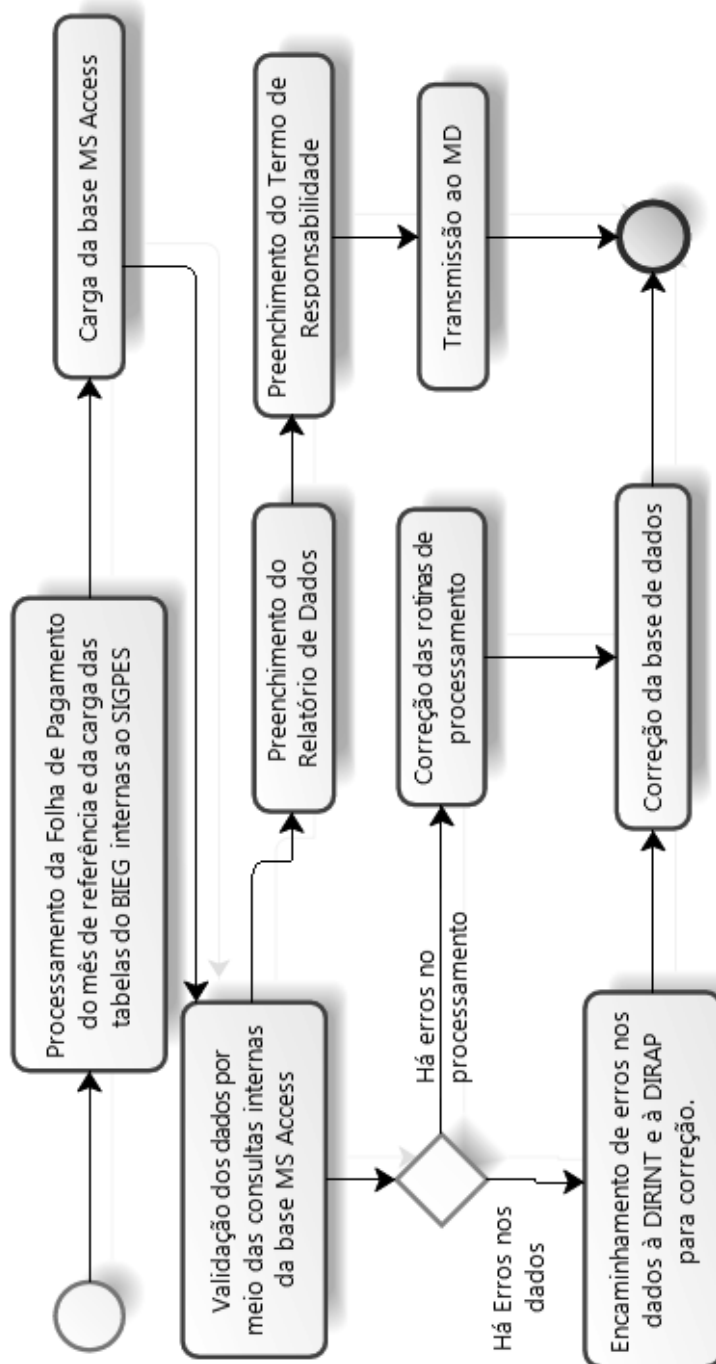 Processamento da Folha de Pagamento
do mês de referência e da carga das
tabelas do BIEG internas ao SIGPES
Carga da base MS Access
Validação dos dados por
meio das consultas internas
da base MS Access
Preenchimento do
Relatório de Dados
Preenchimento do Termo de
Responsabilidade
Transmissão ao MD
Há erros no
processamento
Correção das rotinas de
processamento
Há Erros nos
dados
Encaminhamento de erros nos
dados à DIRINT e à DIRAP
para correção.
Correção da base de dados